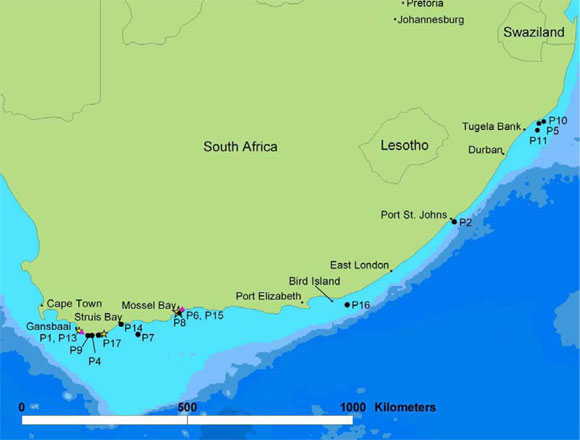 Pretoria
Johannesburg
Swaziland
South Africa
Lesotho
Tugela Bank
P10
P5
P11
Durban
Port St. Johns
P2
East London
Bird Island
Port Elizabeth
P16
Mossel Bay
P6, P15
P8
Cape Town
Struis Bay
P14
Gansbaai
P1, P13
P17
P7
P9
P4
0 500 1000 Kilometers